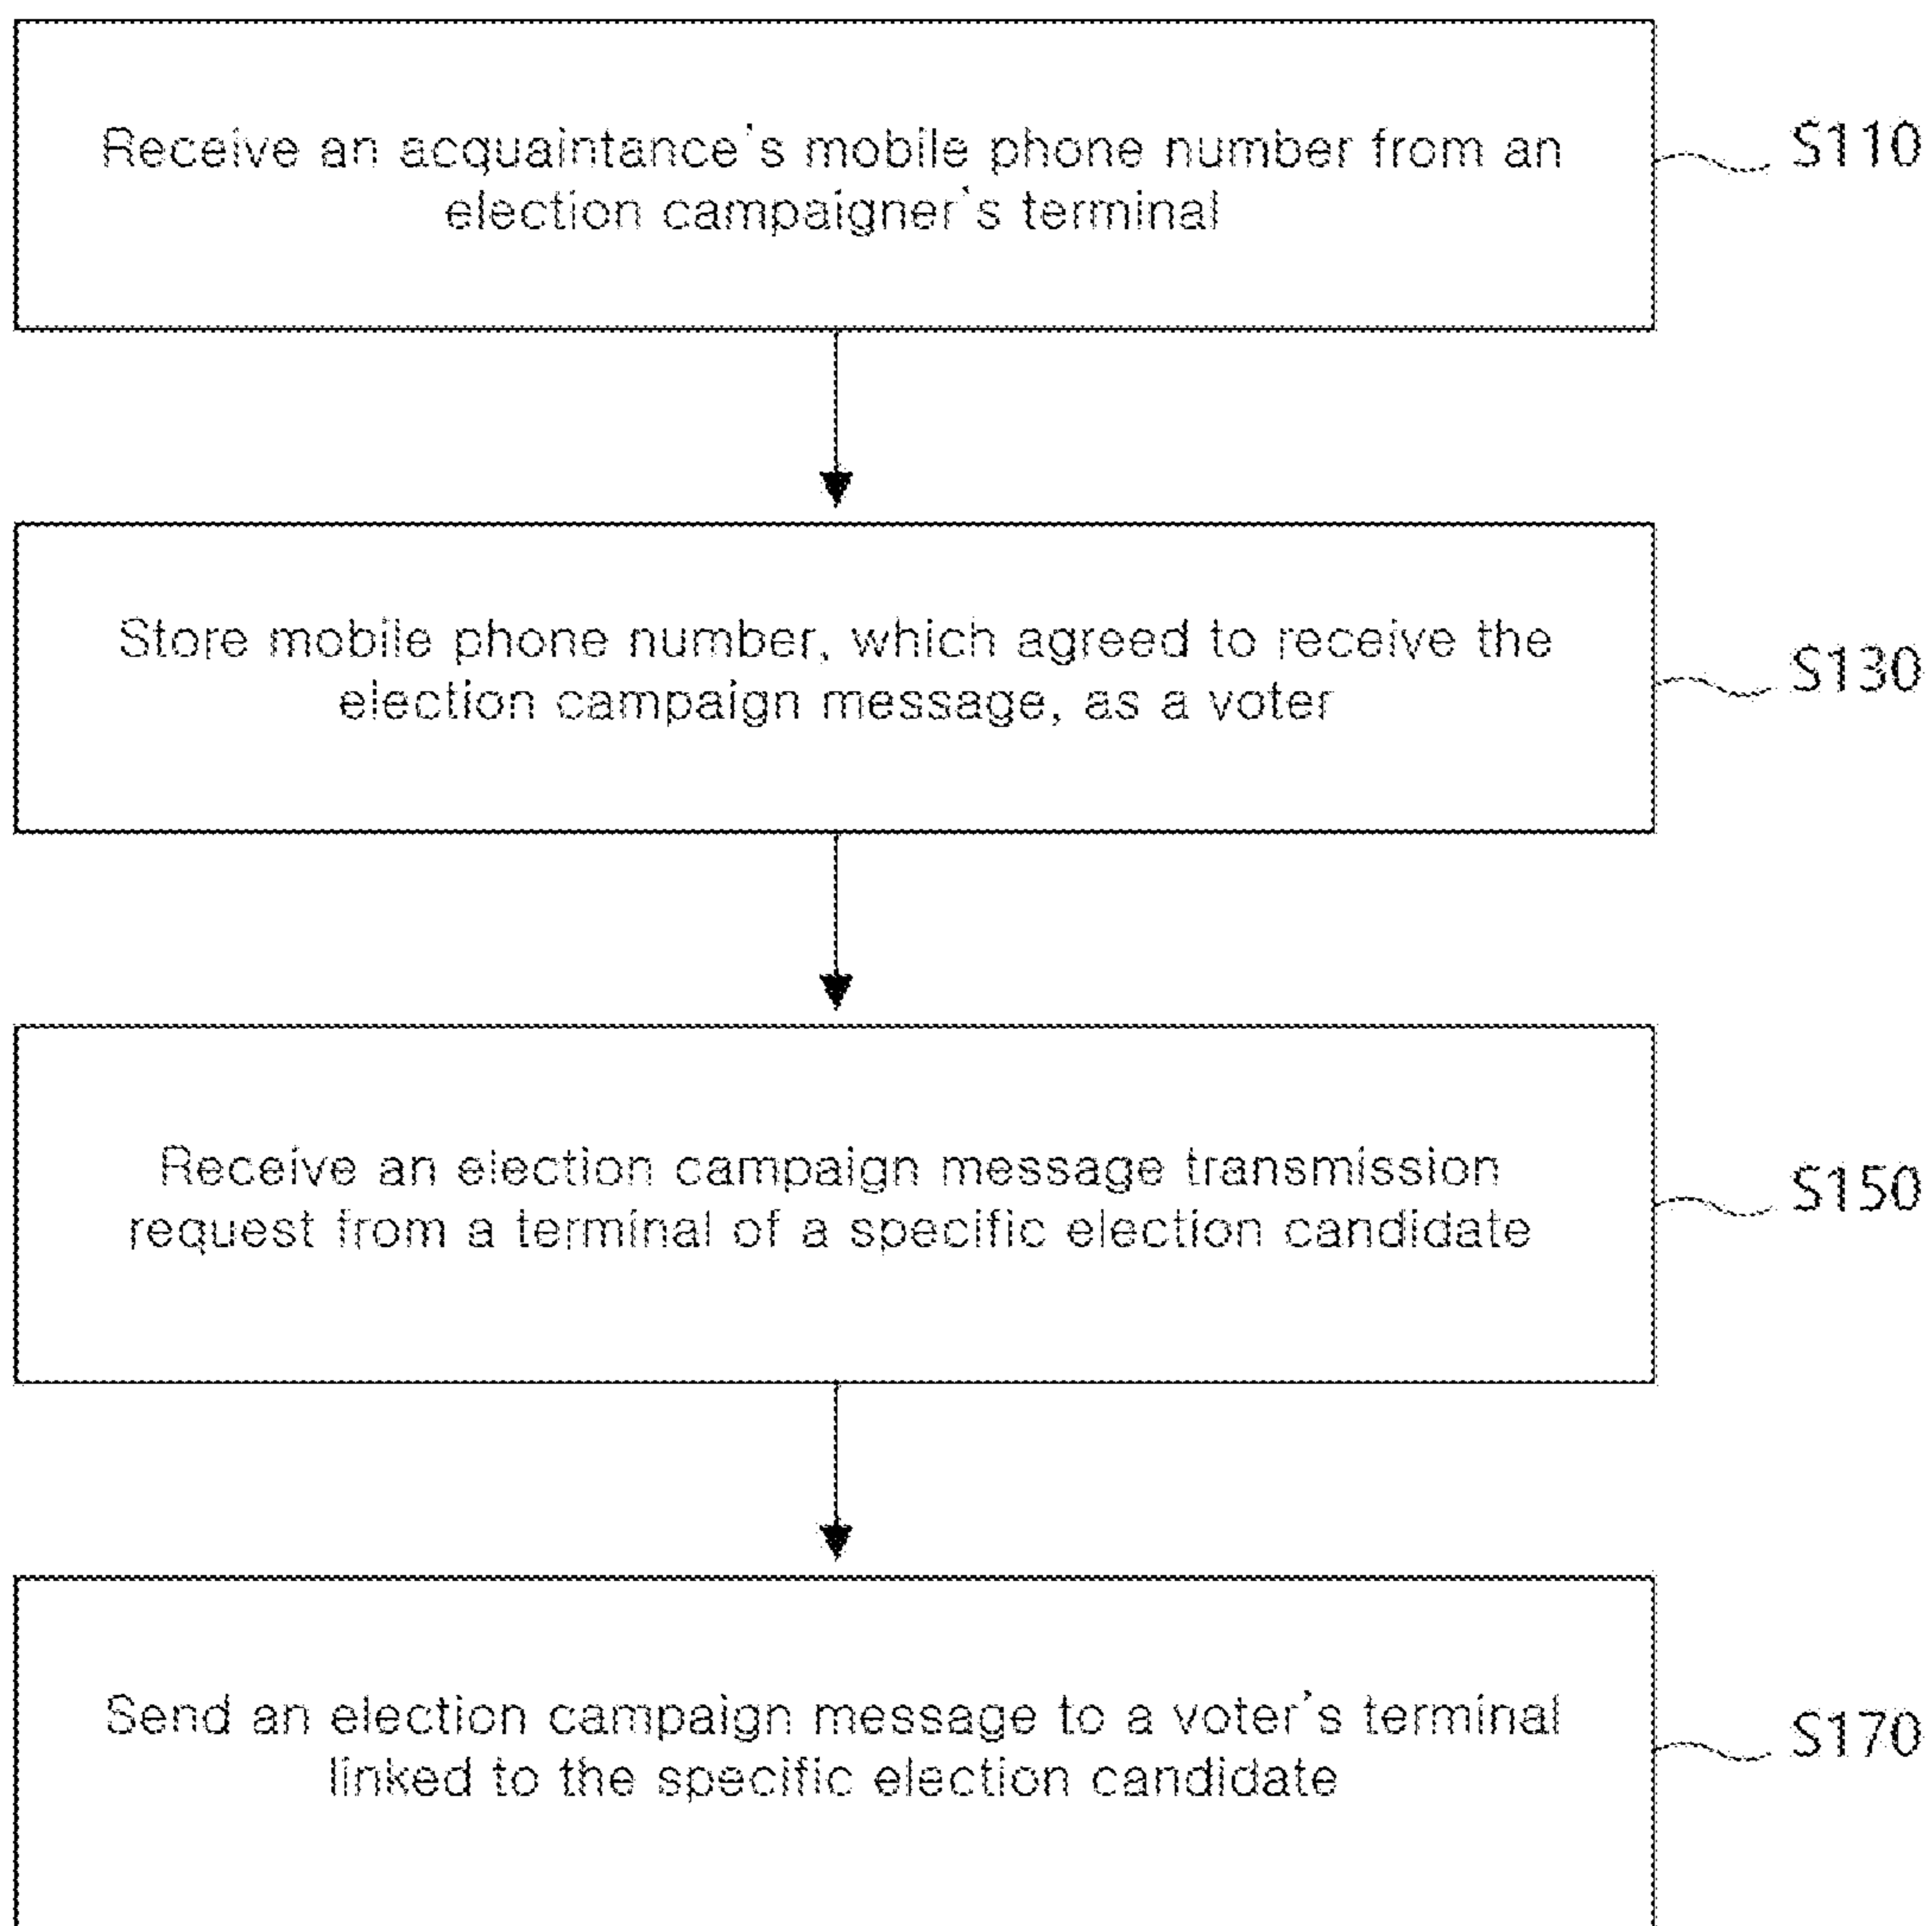 Receive an acquaintance's mobile phone number from an
election campaigner's terminal
S110
Store mobile phone number, which agreed to receive the
election campaign message, as a voter
S130
Receive an election campaign message transmission
request from a terminal of a specific election candidate
S150
Send an election campaign message to a voter's terminal
linked to the specific election candidate
S170